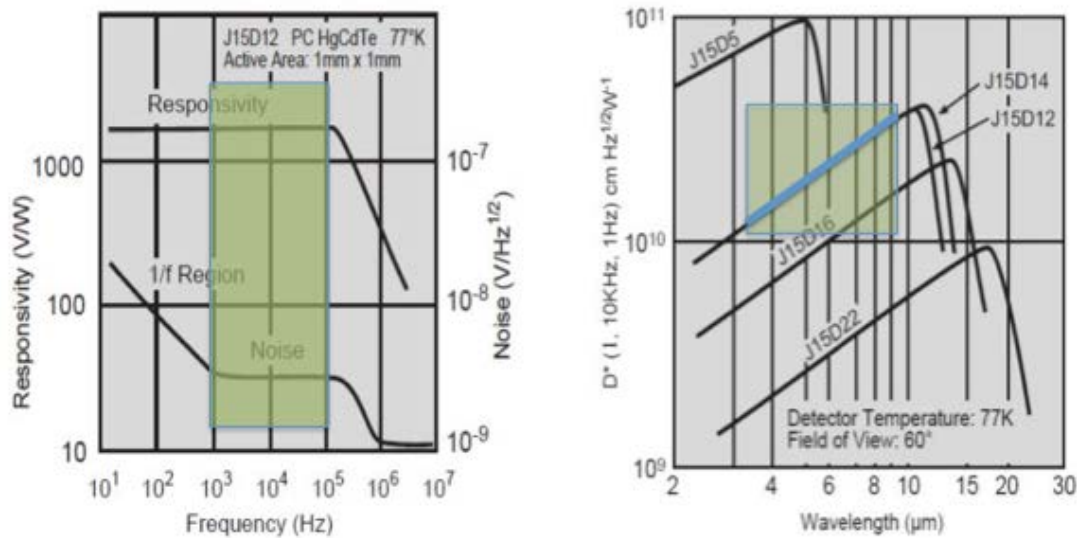 J15D12 PC HgCdTe 77°K
Active Area: 1mm x 1mm
Responsivity
1/f Region
Noise
Responsivity (V/W)
1000
100
10
Noise (V/Hz1/2)
10-7
10-8
10-9
101 102 103 104 105 106 107
Frequency (Hz)
D* (λ, 10KHz, 1Hz) cm Hz1/2W-1
1011
1010
109
J15D5
J15D14
J15D12
J15D16
J15D22
Detector Temperature: 77K
Field of View: 60°
2 4 6 8 10 15 20 30
Wavelength (µm)